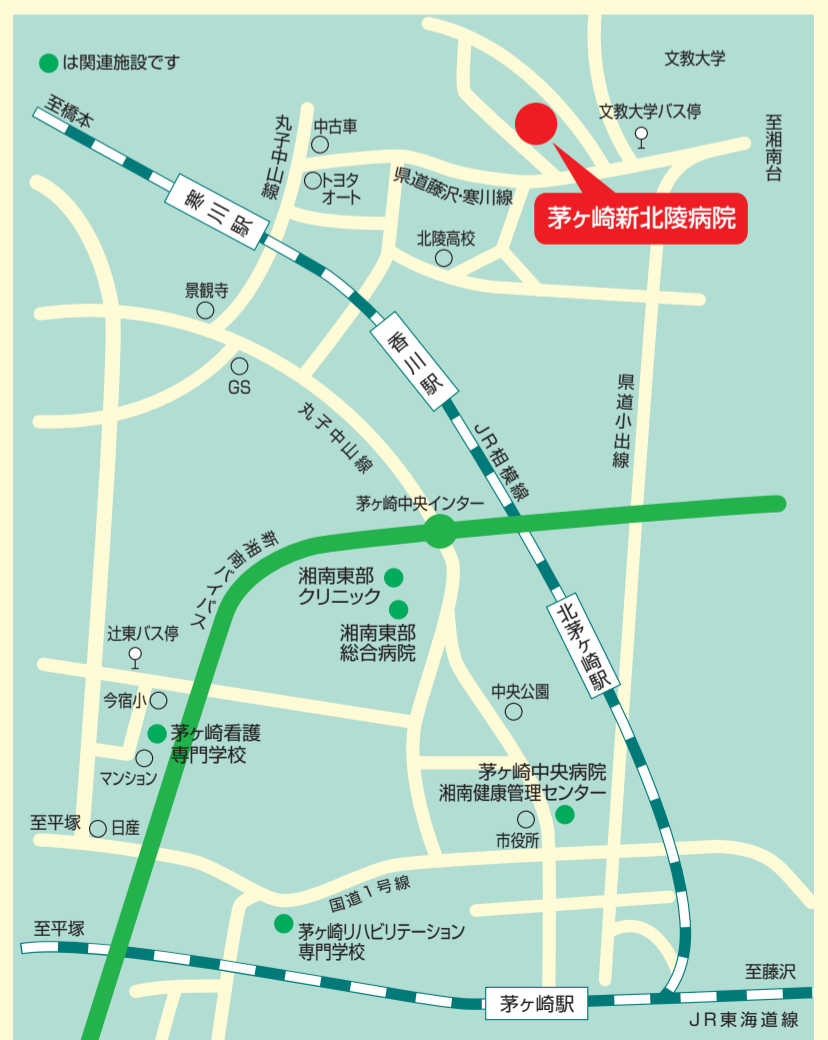 は関連施設です
文教大学
至橋本
文教大学バス停
至湘南台
丸子中山線
中古車
トヨタ
オート
県道藤沢・寒川線
寒川駅
茅ヶ崎新北陵病院
北陵高校
景観寺
香川駅
GS
県道小出線
丸子中山線
JR相模線
茅ヶ崎中央インター
新湘南バイパス
湘南東部
クリニック
湘南東部
総合病院
北茅ヶ崎駅
辻東バス停
今宿小
中央公園
茅ヶ崎看護
専門学校
マンション
茅ヶ崎中央病院
湘南健康管理センター
至平塚
日産
市役所
国道1号線
至平塚
茅ヶ崎リハビリテーション
専門学校
至藤沢
茅ヶ崎駅
JR東海道線